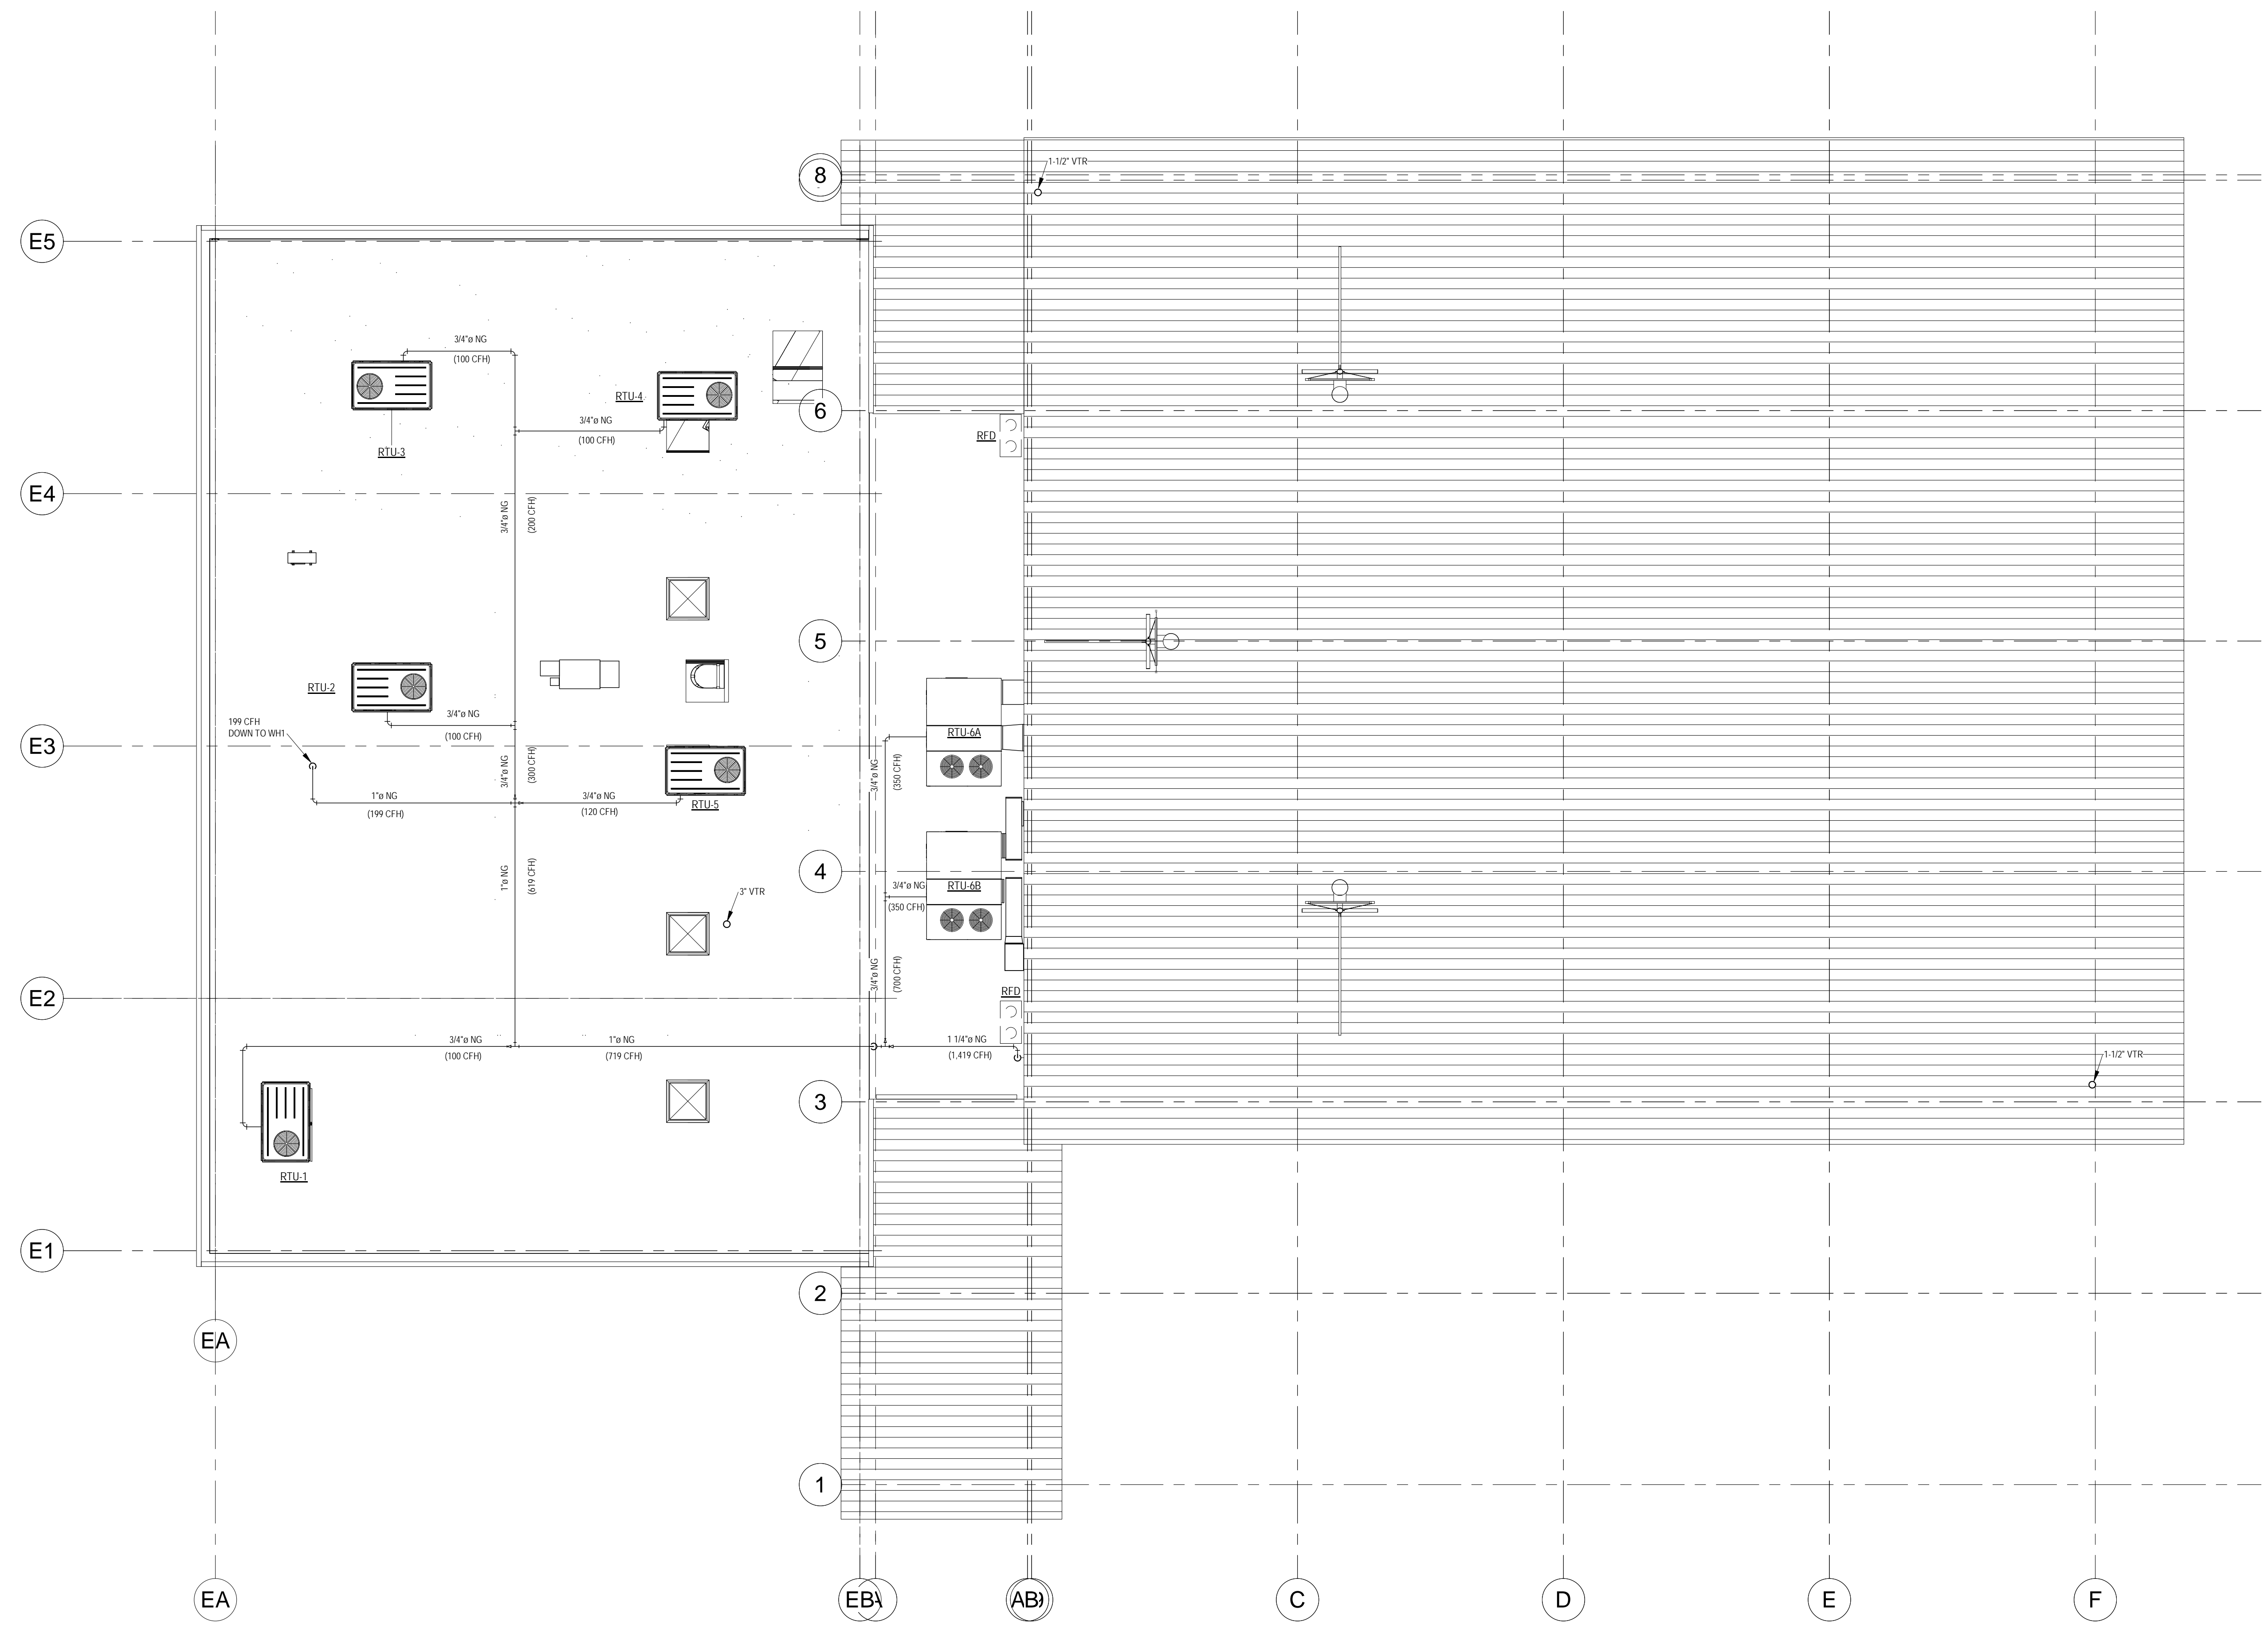 8
1-1/2" VTR
E5
3/4"ø NG
(100 CFH)
RTU-3
RTU-4
3/4"ø NG
(100 CFH)
6
RFD
E4
3/4"ø NG
(200 CFH)
5
RTU-2
3/4"ø NG
(100 CFH)
199 CFH
DOWN TO WH1
E3
3/4"ø NG
(300 CFH)
1"ø NG
(199 CFH)
3/4"ø NG
(120 CFH)
RTU-5
3/4"ø NG
(350 CFH)
RTU-6A
4
1"ø NG
(619 CFH)
3" VTR
3/4"ø NG
(350 CFH)
RTU-6B
3/4"ø NG
(700 CFH)
E2
RFD
3/4"ø NG
(100 CFH)
1"ø NG
(719 CFH)
1 1/4"ø NG
(1,419 CFH)
1-1/2" VTR
3
RTU-1
E1
2
EA
1
EA
EB
AB
C
D
E
F